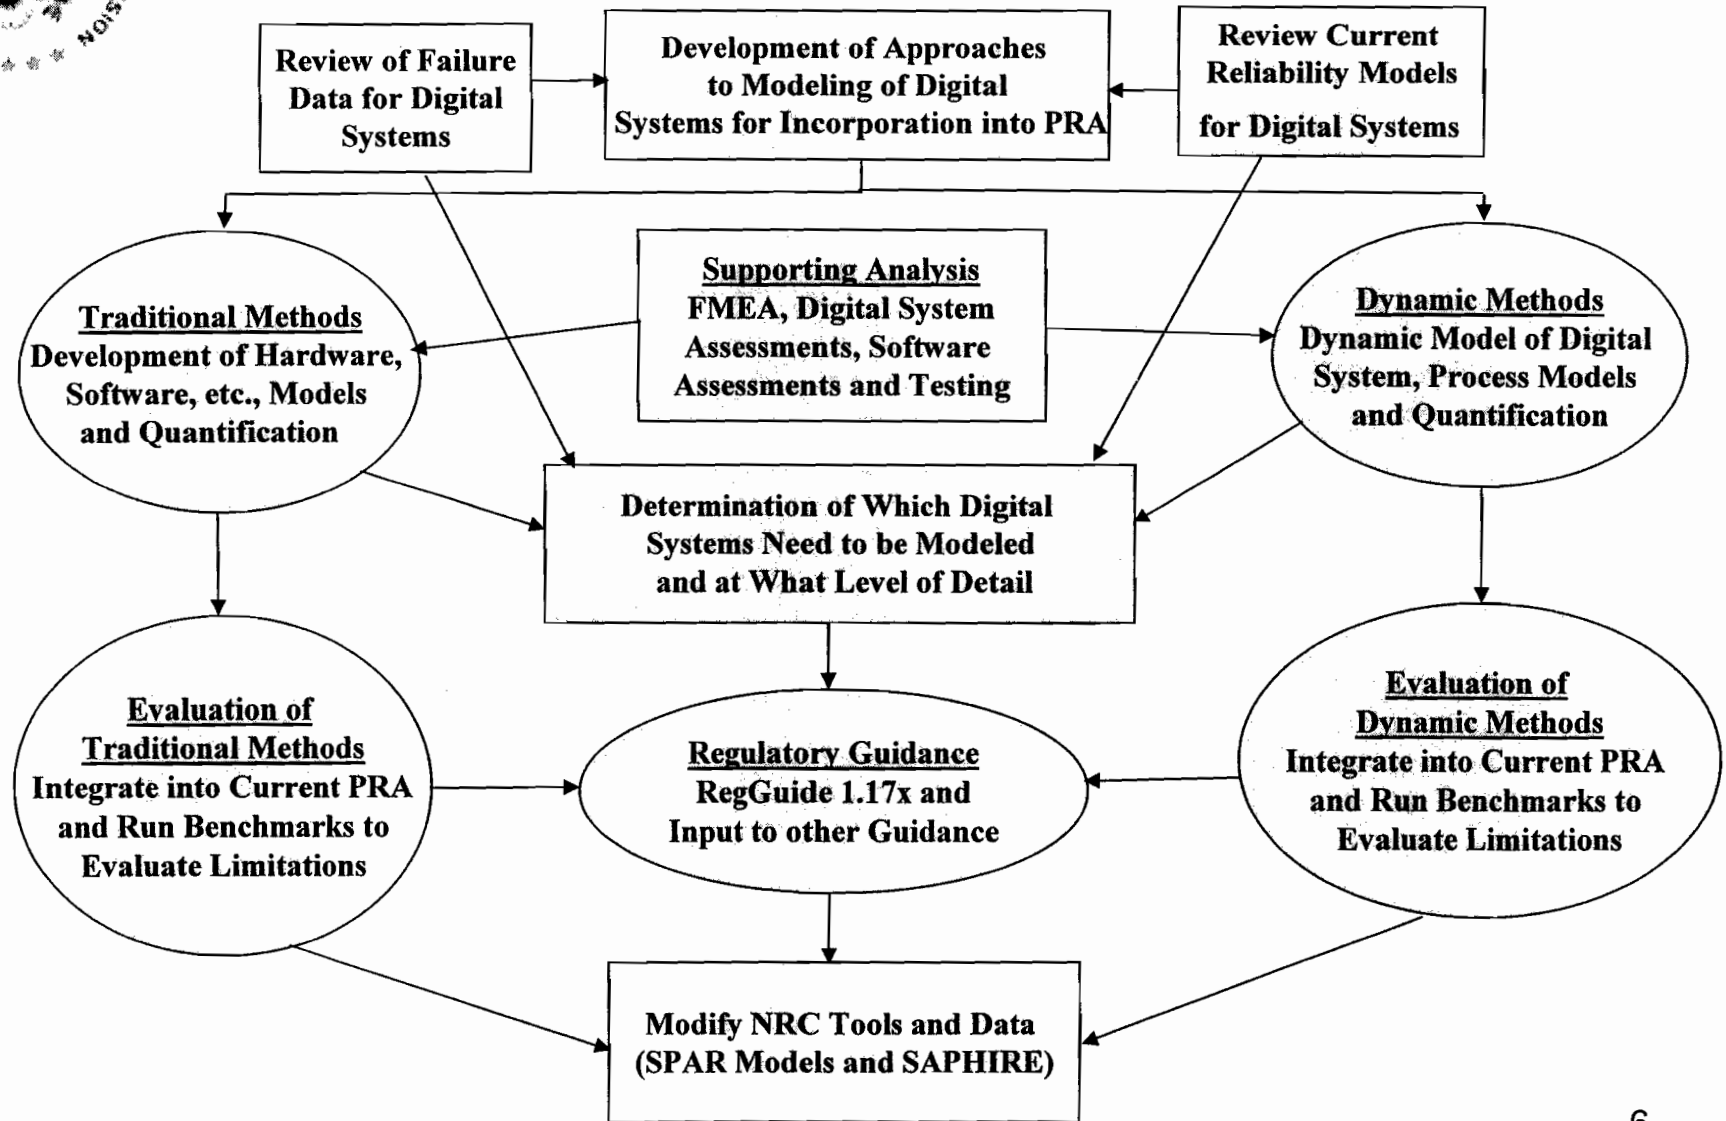 SION
Review of Failure
Data for Digital
Systems
Development of Approaches
to Modeling of Digital
Systems for Incorporation into PRA
Review Current
Reliability Models
for Digital Systems
Traditional Methods
Development of Hardware,
Software, etc., Models
and Quantification
Supporting Analysis
FMEA, Digital System
Assessments, Software
Assessments and Testing
Dynamic Methods
Dynamic Model of Digital
System, Process Models
and Quantification
Determination of Which Digital
Systems Need to be Modeled
and at What Level of Detail
Evaluation of
Traditional Methods
Integrate into Current PRA
and Run Benchmarks to
Evaluate Limitations
Regulatory Guidance
RegGuide 1.17x and
Input to other Guidance
Evaluation of
Dynamic Methods
Integrate into Current PRA
and Run Benchmarks to
Evaluate Limitations
Modify NRC Tools and Data
(SPAR Models and SAPHIRE)
6